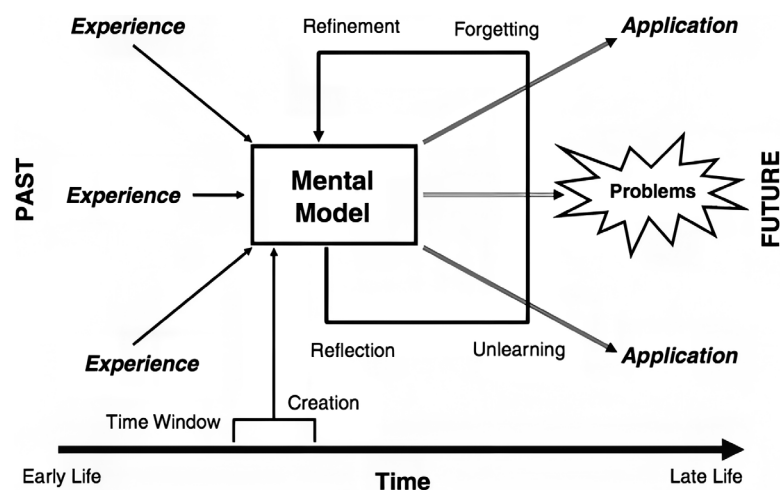 Experience
Refinement
Forgetting
Application
PAST
Experience
Mental
Model
Problems
FUTURE
Experience
Reflection
Unlearning
Application
Time Window
Creation
Early Life
Time
Late Life